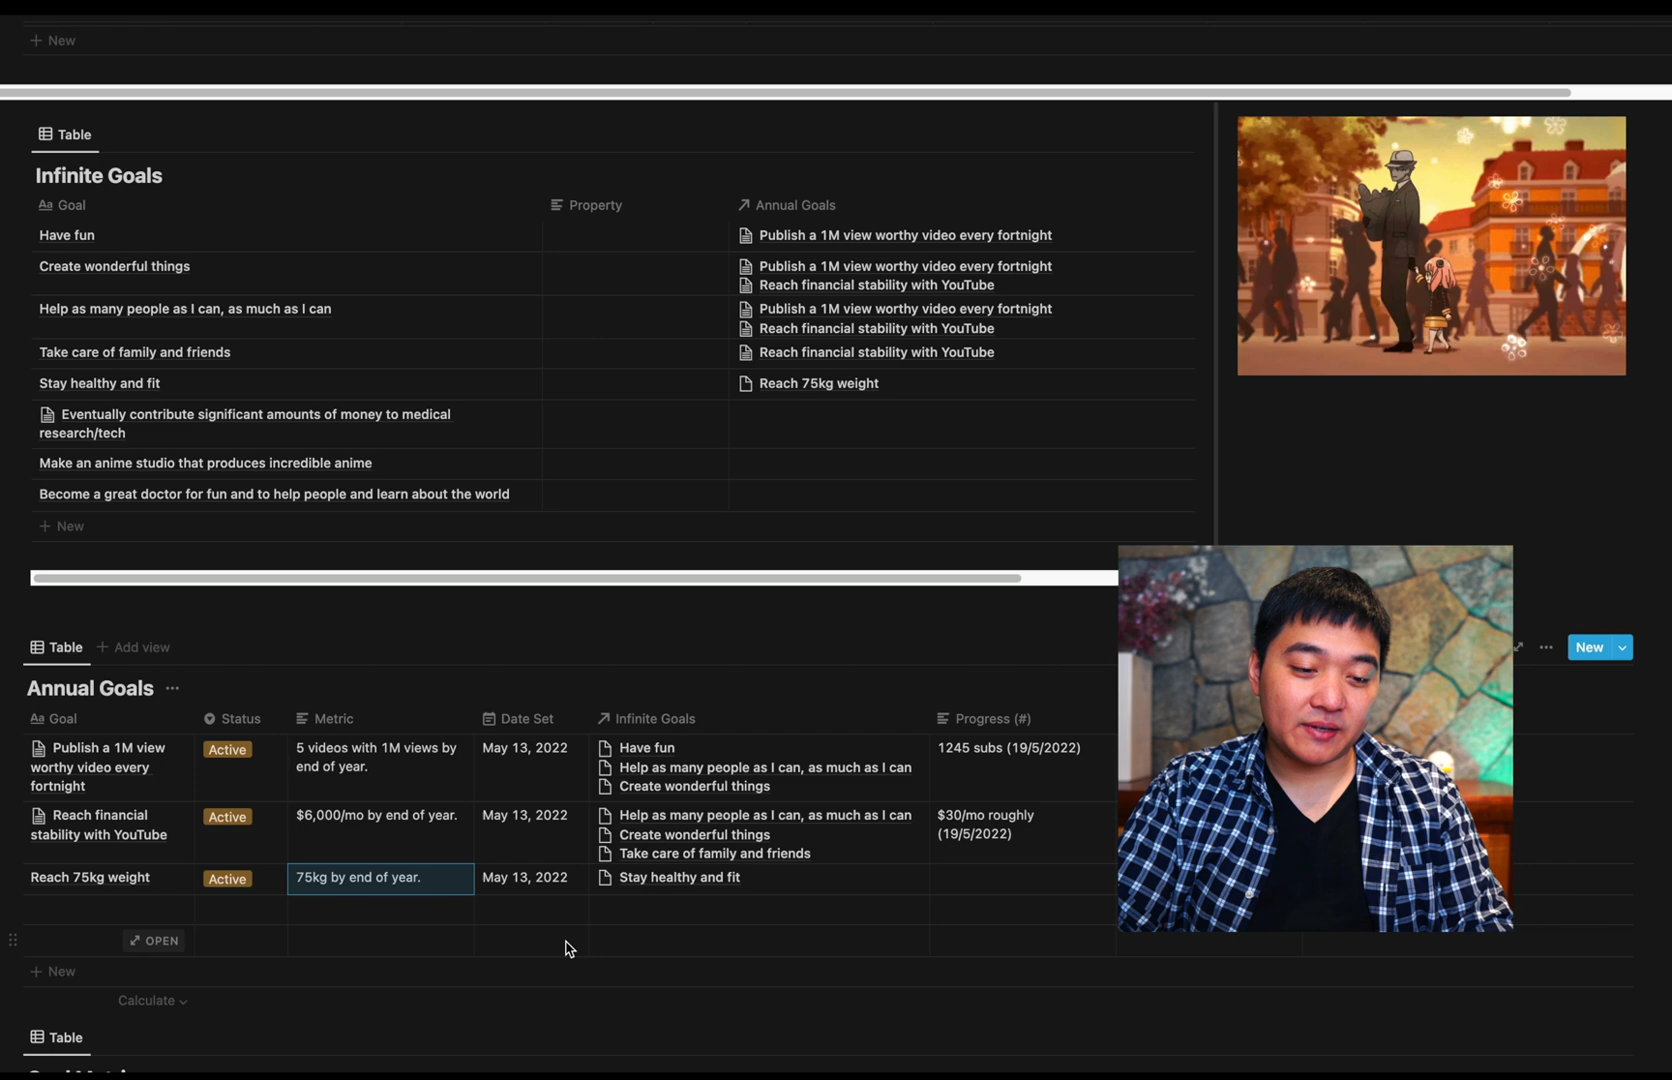 + New
Table
Infinite Goals
Aa Goal Property Annual Goals
Have fun Publish a 1M view worthy video every fortnight
Create wonderful things Publish a 1M view worthy video every fortnight
Reach financial stability with YouTube
Help as many people as I can, as much as I can Publish a 1M view worthy video every fortnight
Reach financial stability with YouTube
Take care of family and friends Reach financial stability with YouTube
Stay healthy and fit Reach 75kg weight
Eventually contribute significant amounts of money to medical
research/tech
Make an anime studio that produces incredible anime
Become a great doctor for fun and to help people and learn about the world
+ New
Table + Add view New
Annual Goals ...
Aa Goal Status Metric Date Set Infinite Goals Progress (#)
Publish a 1M view Active 5 videos with 1M views by May 13, 2022 Have fun 1245 subs (19/5/2022)
worthy video every end of year. Help as many people as I can, as much as I can
fortnight Create wonderful things
Reach financial Active $6,000/mo by end of year. May 13, 2022 Help as many people as I can, as much as I can $30/mo roughly
stability with YouTube Create wonderful things (19/5/2022)
Take care of family and friends
Reach 75kg weight Active 75kg by end of year. May 13, 2022 Stay healthy and fit
OPEN
+ New
Calculate
Table